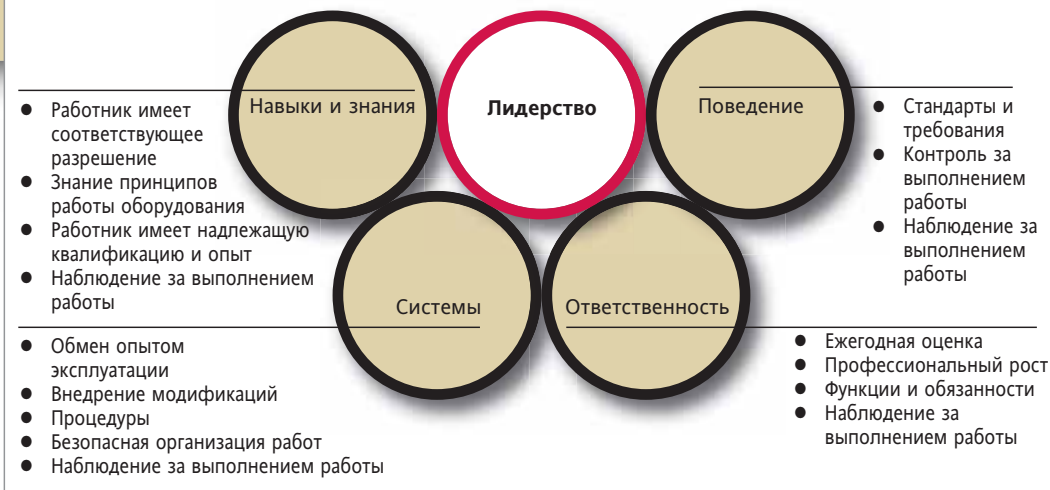 Навыки и знания
Лидерство
Поведение
● Работник имеет
соответствующее
разрешение
● Знание принципов
работы оборудования
● Работник имеет надлежащую
квалификацию и опыт
● Наблюдение за выполнением
работы
● Стандарты и
требования
● Контроль за
выполнением
работы
● Наблюдение за
выполнением
работы
Системы
Ответственность
● Обмен опытом
эксплуатации
● Внедрение модификаций
● Процедуры
● Безопасная организация работ
● Наблюдение за выполнением работы
● Ежегодная оценка
● Профессиональный рост
● Функции и обязанности
● Наблюдение за
выполнением работы